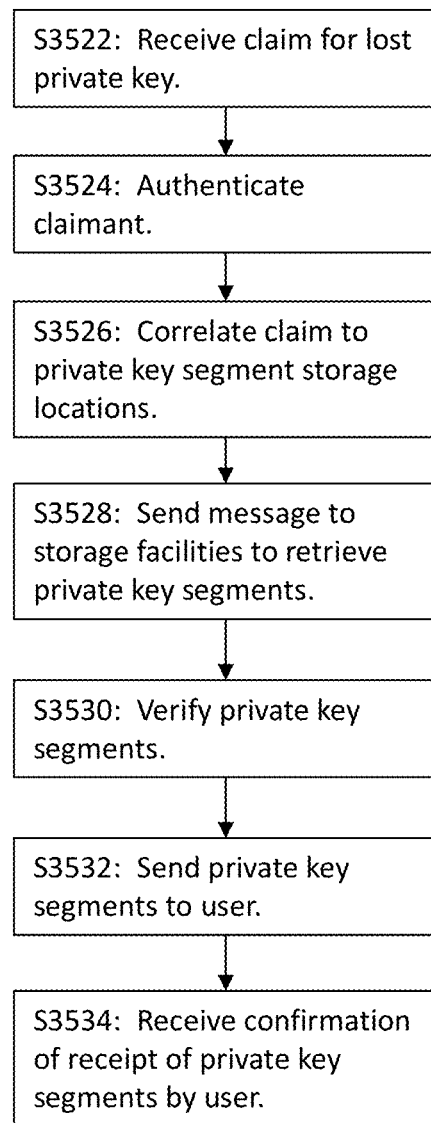 S3522: Receive claim for lost
private key.
S3524: Authenticate
claimant.
S3526: Correlate claim to
private key segment storage
locations.
S3528: Send message to
storage facilities to retrieve
private key segments.
S3530: Verify private key
segments.
S3532: Send private key
segments to user.
S3534: Receive confirmation
of receipt of private key
segments by user.